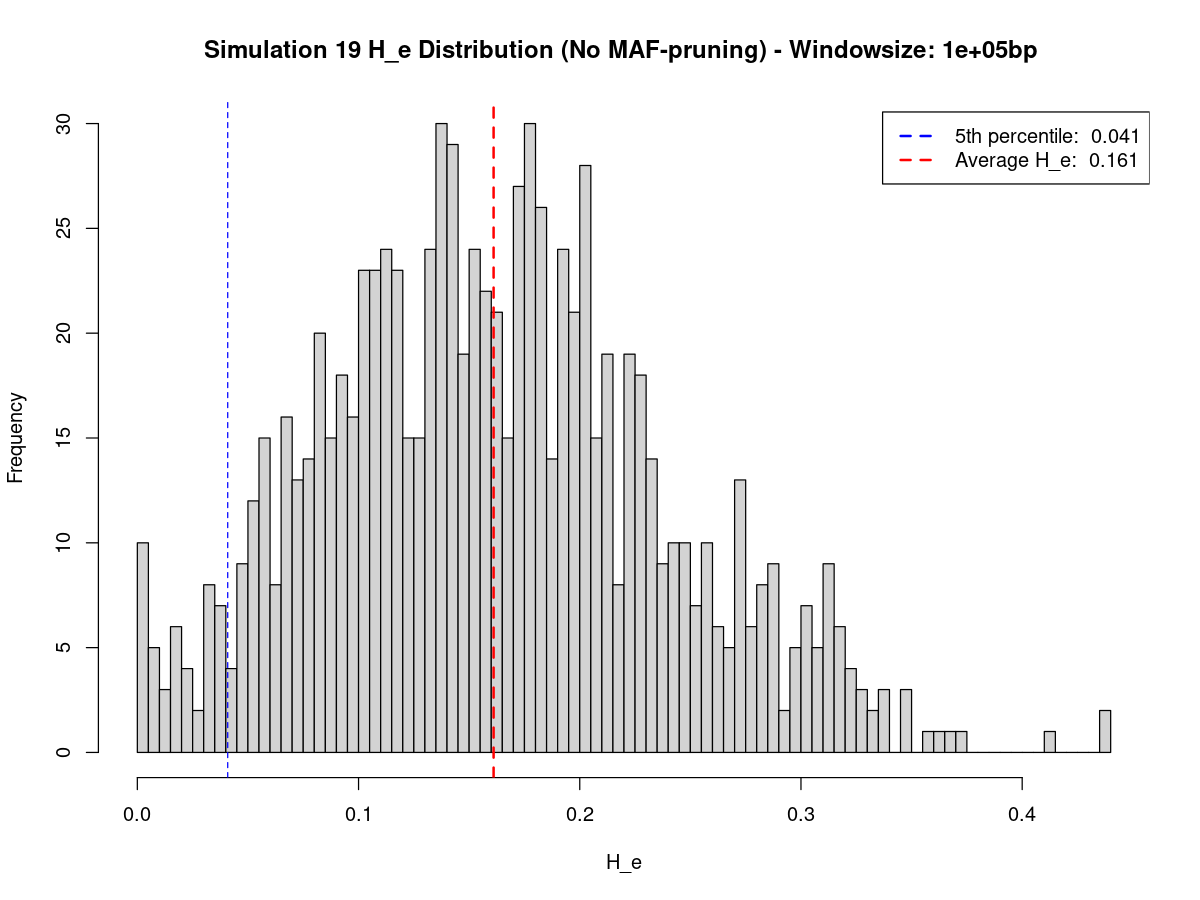 Simulation 19 H_e Distribution (No MAF-pruning) - Windowsize: 1e+05bp
5th percentile:  0.041
Average H_e:  0.161
30
25
20
15
10
5
0
Frequency
0.0 0.1 0.2 0.3 0.4
H_e